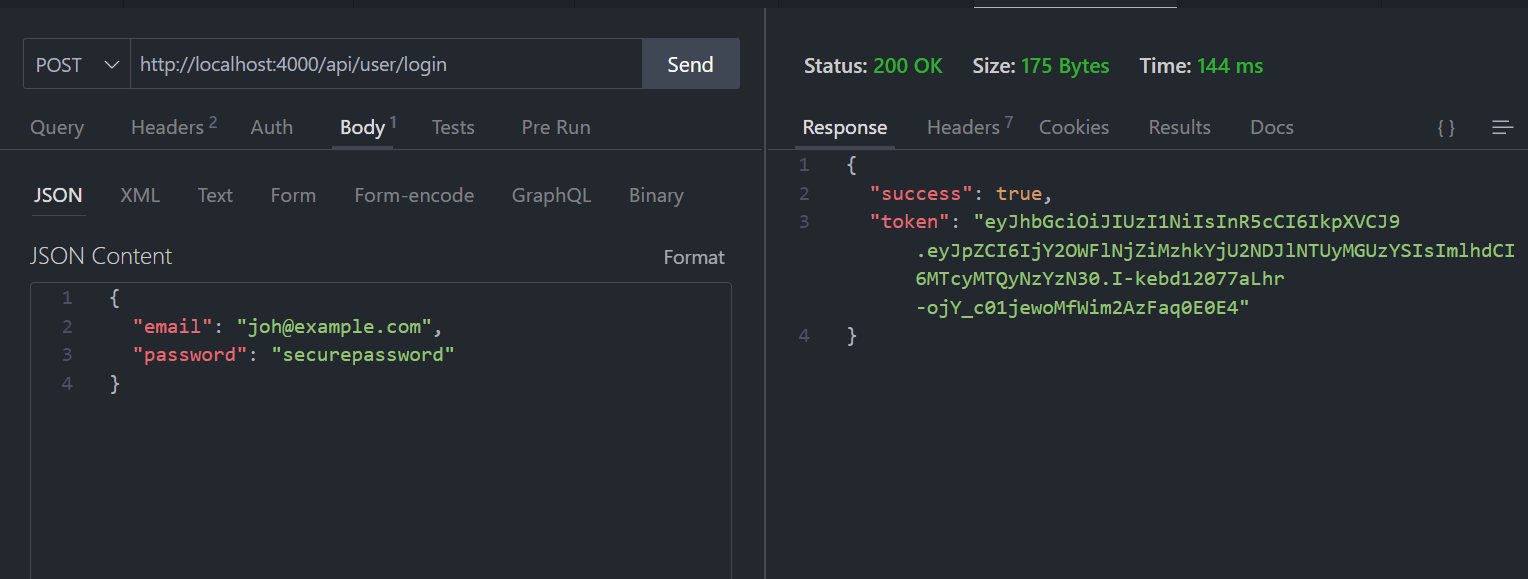 POST http://localhost:4000/api/user/login Send
Query Headers 2 Auth Body 1 Tests Pre Run
JSON XML Text Form Form-encode GraphQL Binary
JSON Content Format
1 {
2 "email": "joh@example.com",
3 "password": "securepassword"
4 }
Status: 200 OK Size: 175 Bytes Time: 144 ms
Response Headers 7 Cookies Results Docs { }
1 {
2 "success": true,
3 "token": "eyJhbGciOiJIUzI1NiIsInR5cCI6IkpXVCJ9
.eyJpZCI6IjY2OWFlNjZiMzhkYjU2NDJlNTUyMGUzYSIsImlhdCI
6MTcyMTQyNzYzN30.I-kebd12077aLhr
-ojY_c01jewoMfWim2AzFaq0E0E4"
4 }